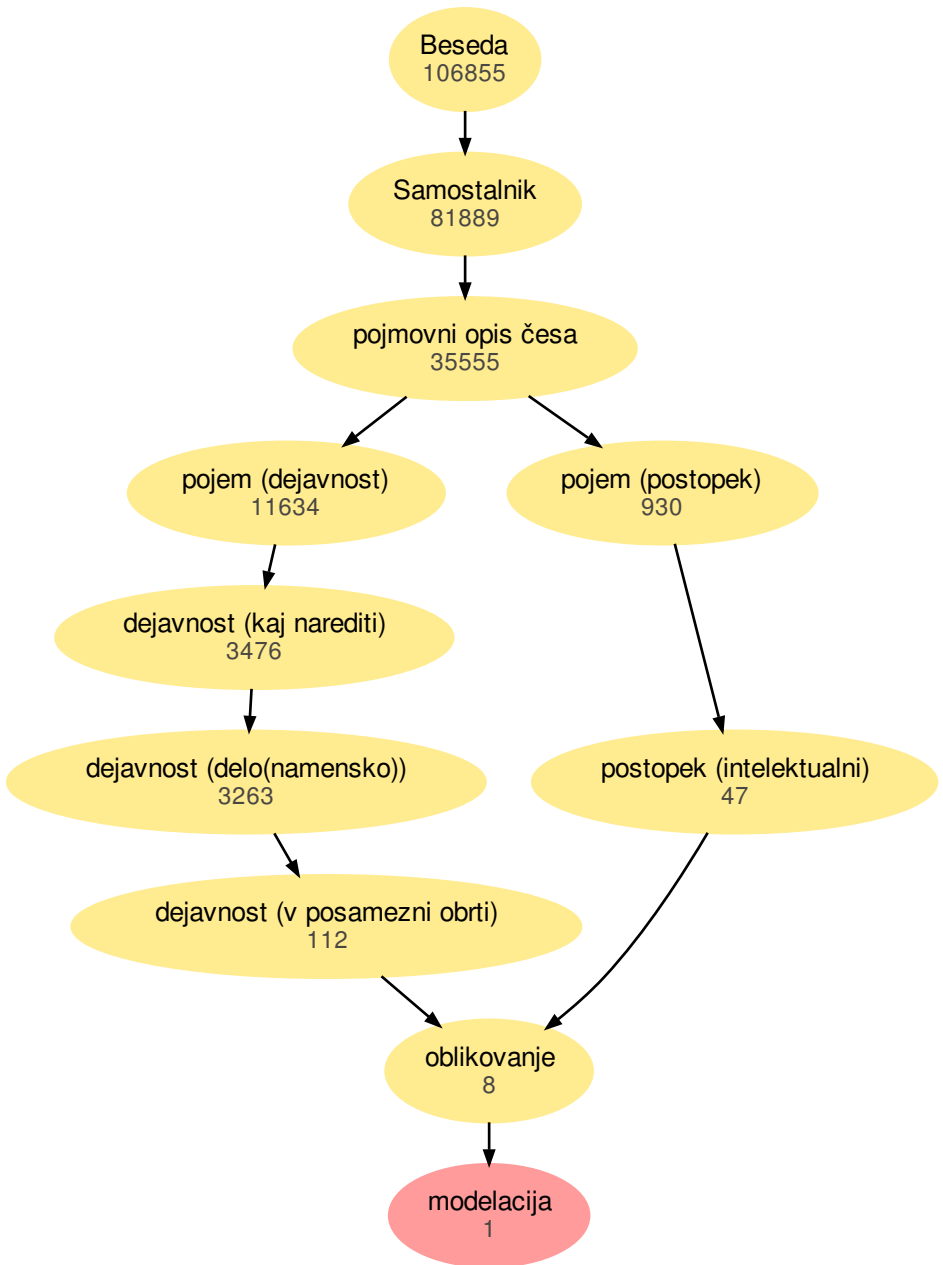 Beseda
106855
Samostalnik
81889
pojmovni opis česa
35555
pojem (dejavnost)
11634
pojem (postopek)
930
dejavnost (kaj narediti)
3476
dejavnost (delo(namensko))
3263
postopek (intelektualni)
47
dejavnost (v posamezni obrti)
112
oblikovanje
8
modelacija
1